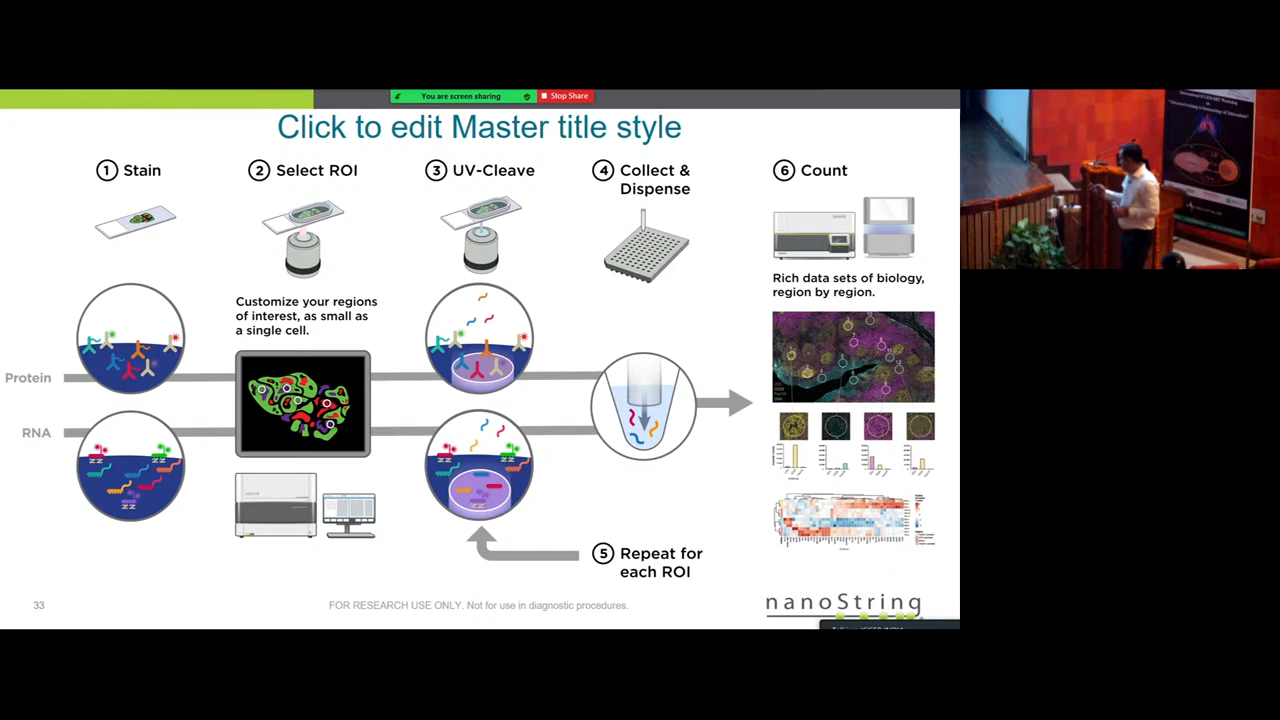 You are screen sharing
Stop Share
Click to edit Master title style
1 Stain
2 Select ROI
3 UV-Cleave
4 Collect &
Dispense
6 Count
Customize your regions
of interest, as small as
a single cell.
Rich data sets of biology,
region by region.
Protein
RNA
5 Repeat for
each ROI
33
FOR RESEARCH USE ONLY. Not for use in diagnostic procedures.
nanoString